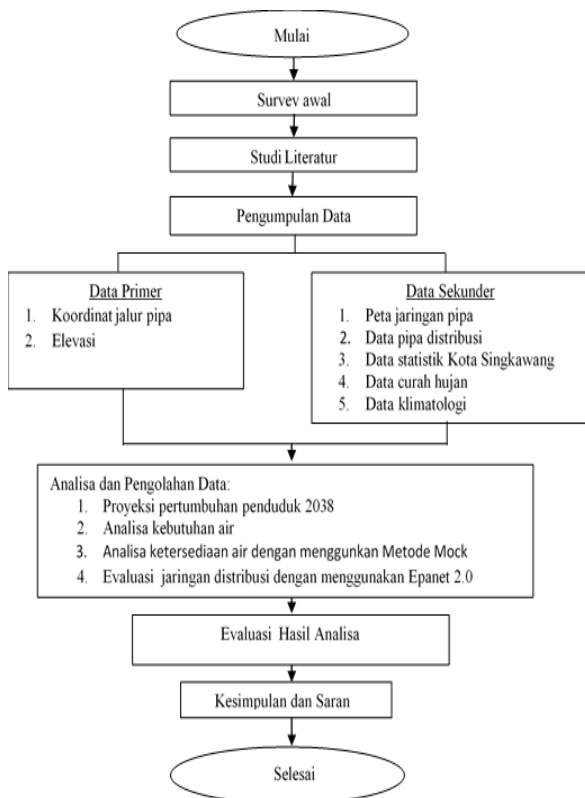 Mulai
Survev awal
Studi Literatur
Pengumpulan Data
Data Primer
1. Koordinat jalur pipa
2. Elevasi
Data Sekunder
1. Peta jaringan pipa
2. Data pipa distribusi
3. Data statistik Kota Singkawang
4. Data curah hujan
5. Data klimatologi
Analisa dan Pengolahan Data:
1. Proyeksi pertumbuhan penduduk 2038
2. Analisa kebutuhan air
3. Analisa ketersediaan air dengan menggunkan Metode Mock
4. Evaluasi jaringan distribusi dengan menggunakan Epanet 2.0
Evaluasi Hasil Analisa
Kesimpulan dan Saran
Selesai